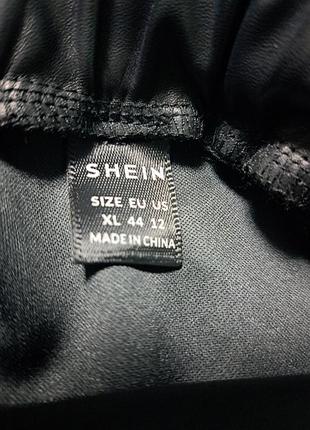 SHEIN
SIZE EU US
XL 44 12
MADE IN CHINA